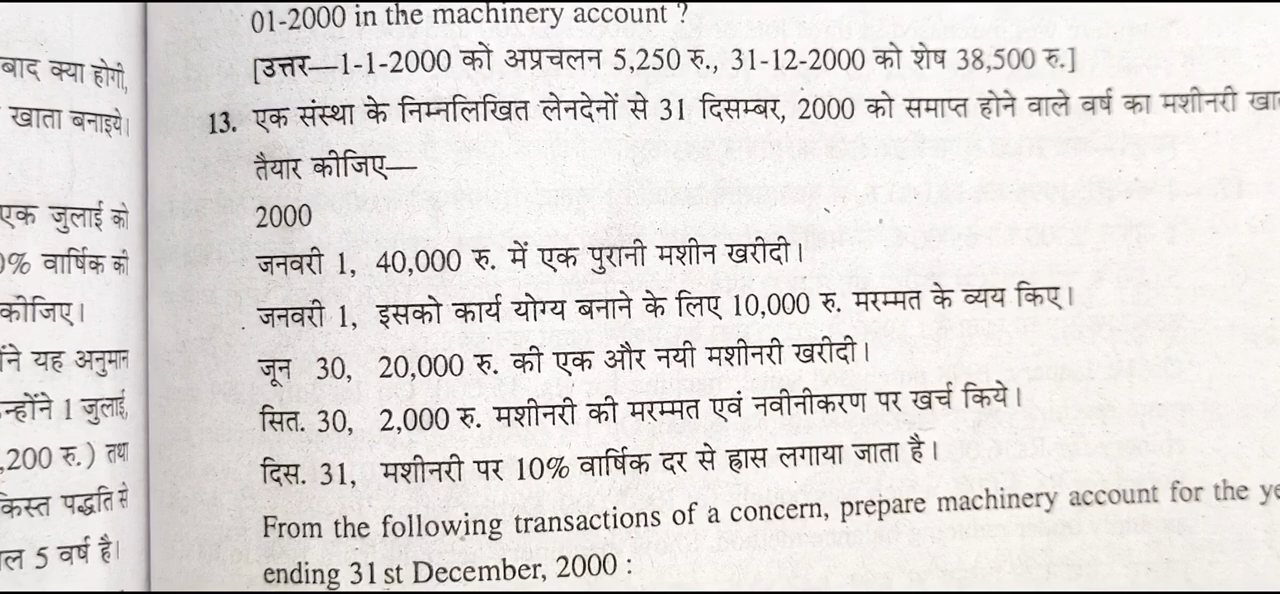 01-2000 in the machinery account ?
[उत्तर—1-1-2000 को अप्रचलन 5,250 रु., 31-12-2000 को शेष 38,500 रु.]
13. एक संस्था के निम्नलिखित लेनदेनों से 31 दिसम्बर, 2000 को समाप्त होने वाले वर्ष का मशीनरी
तैयार कीजिए—
2000
जनवरी 1, 40,000 रु. में एक पुरानी मशीन खरीदी।
जनवरी 1, इसको कार्य योग्य बनाने के लिए 10,000 रु. मरम्मत के व्यय किए।
जून 30, 20,000 रु. की एक और नयी मशीनरी खरीदी।
सित. 30, 2,000 रु. मशीनरी की मरम्मत एवं नवीनीकरण पर खर्च किये।
दिस. 31, मशीनरी पर 10% वार्षिक दर से ह्रास लगाया जाता है।
From the following transactions of a concern, prepare machinery account for the
ending 31st December, 2000 :
बाद क्या होगी,
खाता बनाइये।
एक जुलाई को
% वार्षिक की
कीजिए।
ने यह अनुमान
न्होंने 1 जुलाई,
,200 रु.) तथा
किस्त पद्धति से
ल 5 वर्ष है।